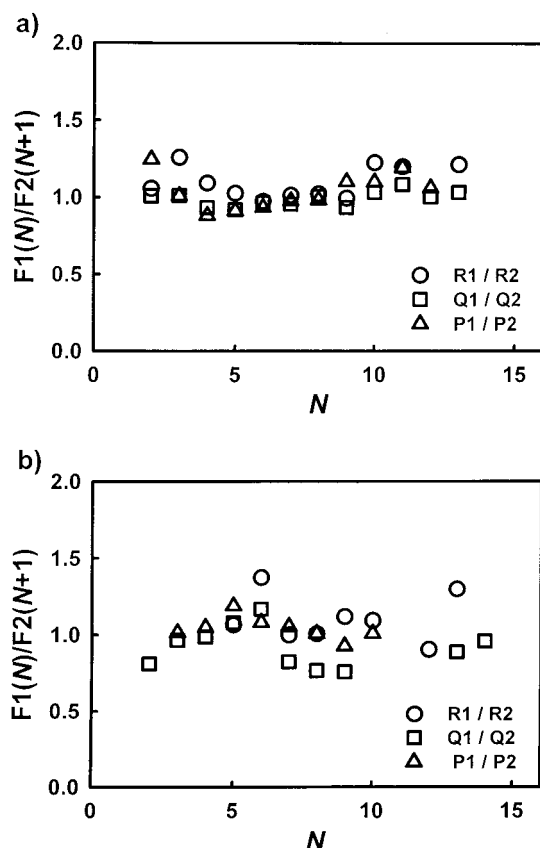 a)
2.0
1.5
1.0
0.5
0.0
F1(N)/F2(N+1)
R1 / R2
Q1 / Q2
P1 / P2
0 5 10 15
N
b)
2.0
1.5
1.0
0.5
0.0
F1(N)/F2(N+1)
R1 / R2
Q1 / Q2
P1 / P2
0 5 10 15
N